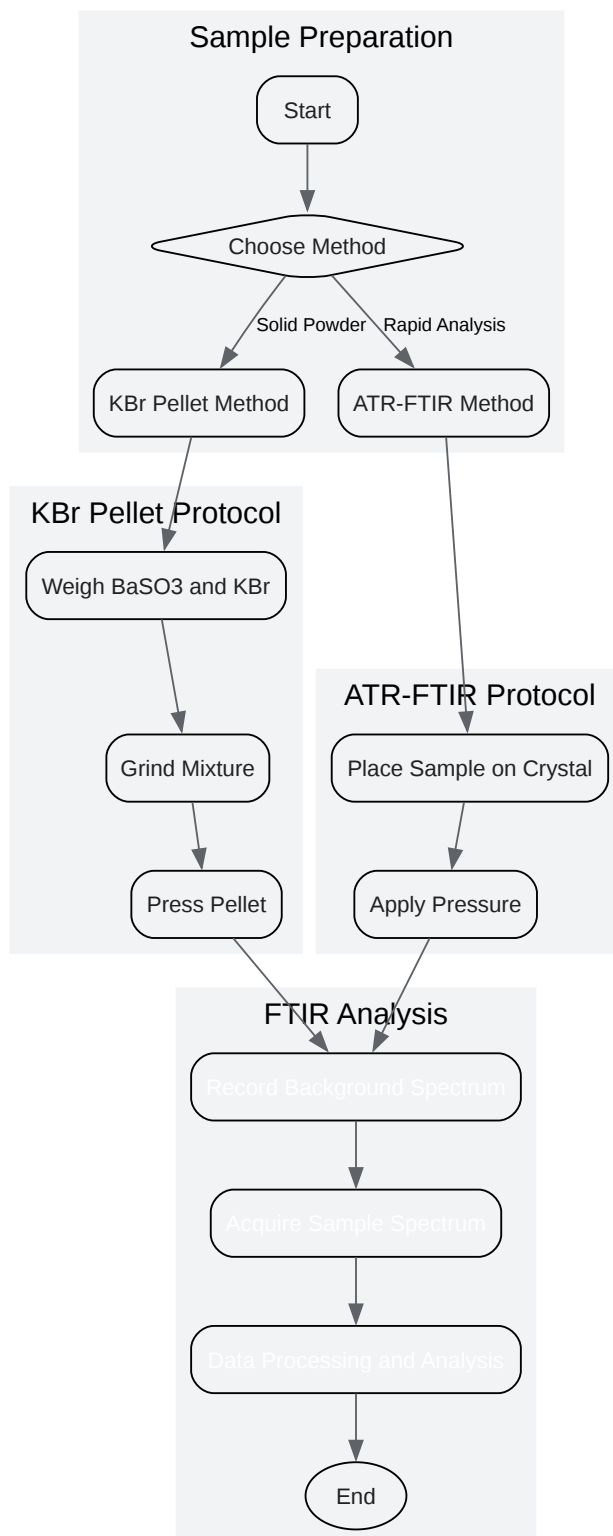 Sample Preparation
Start
Choose Method
Solid Powder
Rapid Analysis
KBr Pellet Method
ATR-FTIR Method
KBr Pellet Protocol
Weigh BaSO3 and KBr
Grind Mixture
Press Pellet
ATR-FTIR Protocol
Place Sample on Crystal
Apply Pressure
FTIR Analysis
Record Background Spectrum
Acquire Sample Spectrum
Data Processing and Analysis
End